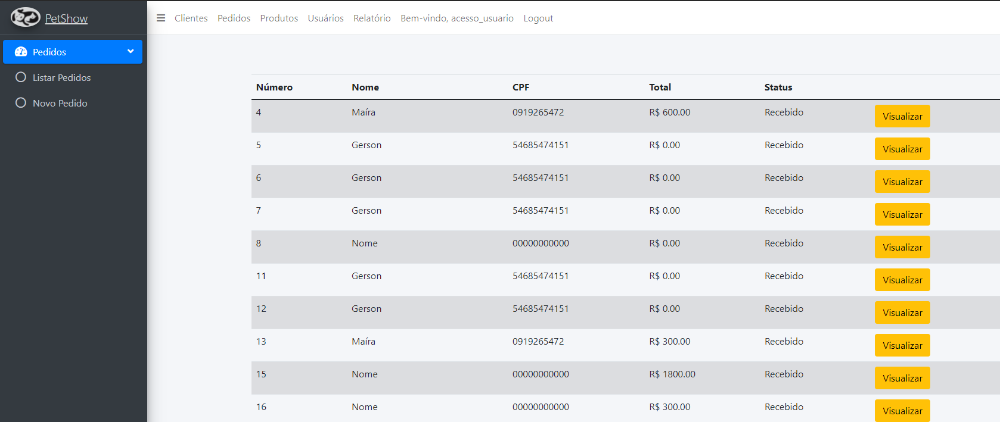 PetShow
Clientes Pedidos Produtos Usuários Relatório Bem-vindo, acesso_usuario Logout
Pedidos
Listar Pedidos
Novo Pedido
Número Nome CPF Total Status
4 Maíra 0919265472 R$ 600.00 Recebido Visualizar
5 Gerson 54685474151 R$ 0.00 Recebido Visualizar
6 Gerson 54685474151 R$ 0.00 Recebido Visualizar
7 Gerson 54685474151 R$ 0.00 Recebido Visualizar
8 Nome 00000000000 R$ 0.00 Recebido Visualizar
11 Gerson 54685474151 R$ 0.00 Recebido Visualizar
12 Gerson 54685474151 R$ 0.00 Recebido Visualizar
13 Maíra 0919265472 R$ 300.00 Recebido Visualizar
15 Nome 00000000000 R$ 1800.00 Recebido Visualizar
16 Nome 00000000000 R$ 300.00 Recebido Visualizar